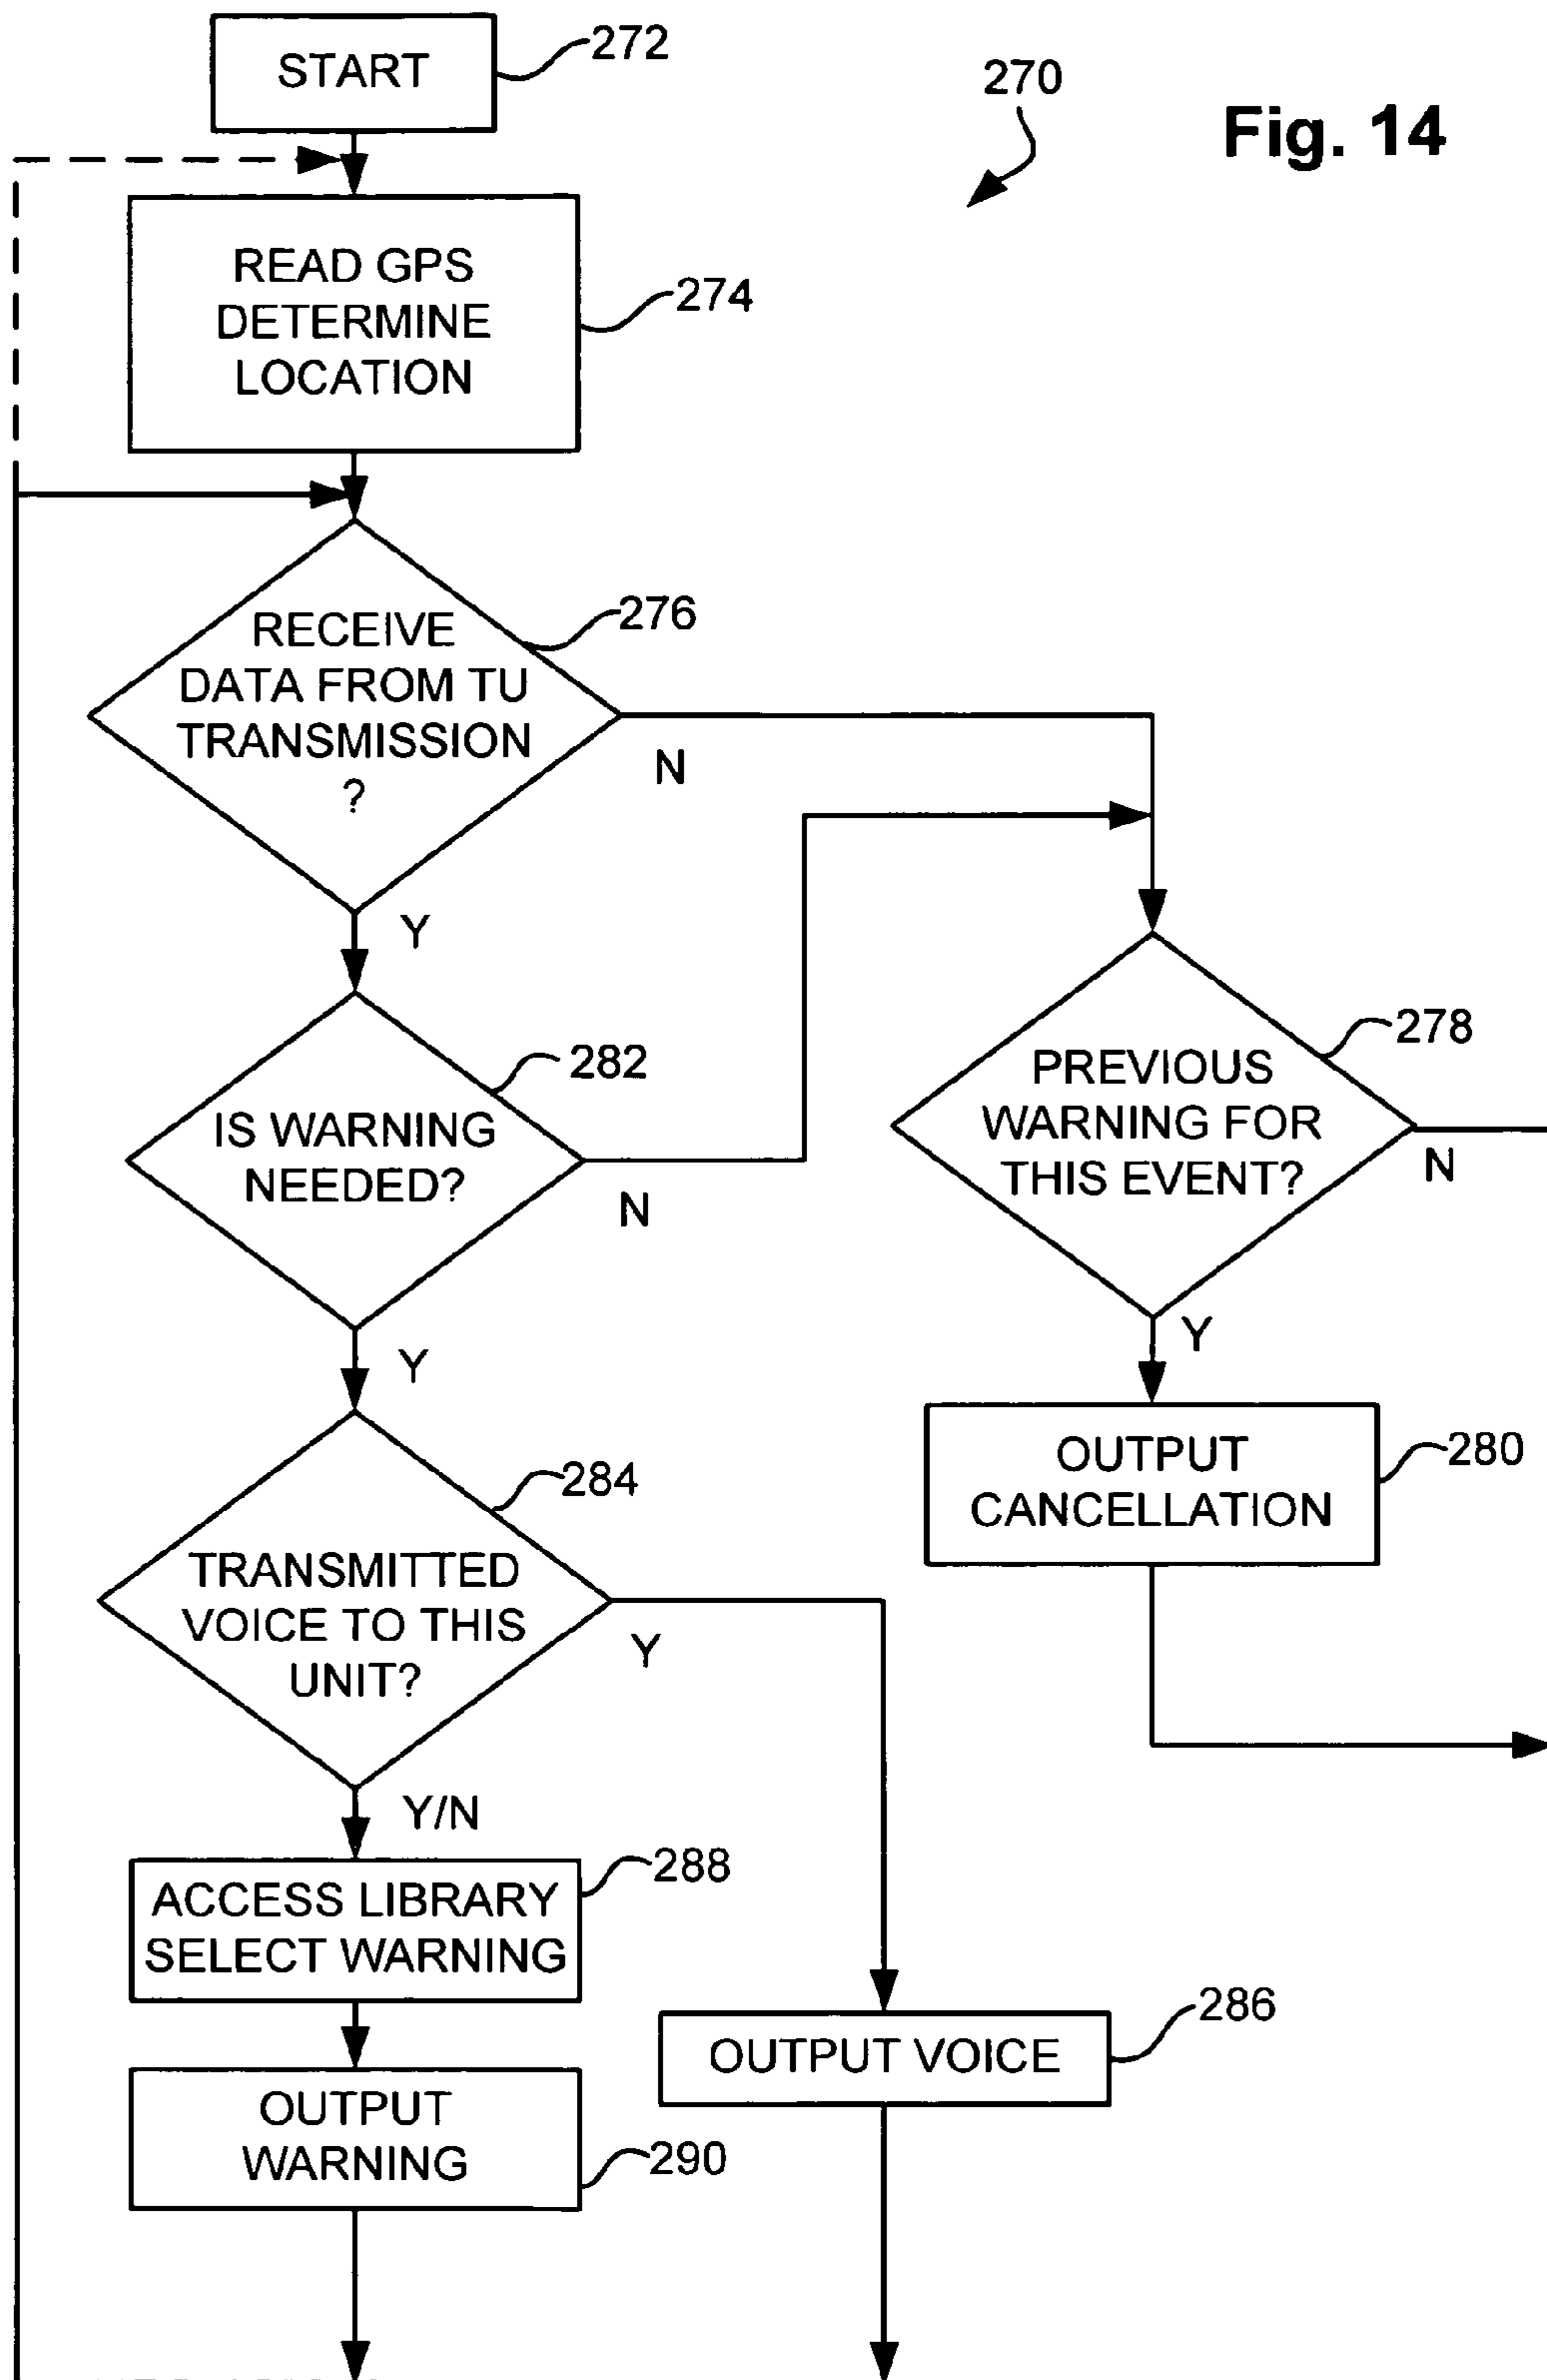 START
272
270
Fig. 14
READ GPS
DETERMINE
LOCATION
274
RECEIVE
DATA FROM TU
TRANSMISSION
?
276
N
Y
IS WARNING
NEEDED?
282
N
Y
PREVIOUS
WARNING FOR
THIS EVENT?
278
N
Y
OUTPUT
CANCELLATION
280
TRANSMITTED
VOICE TO THIS
UNIT?
284
Y
Y/N
ACCESS LIBRARY
SELECT WARNING
288
OUTPUT VOICE
286
OUTPUT
WARNING
290